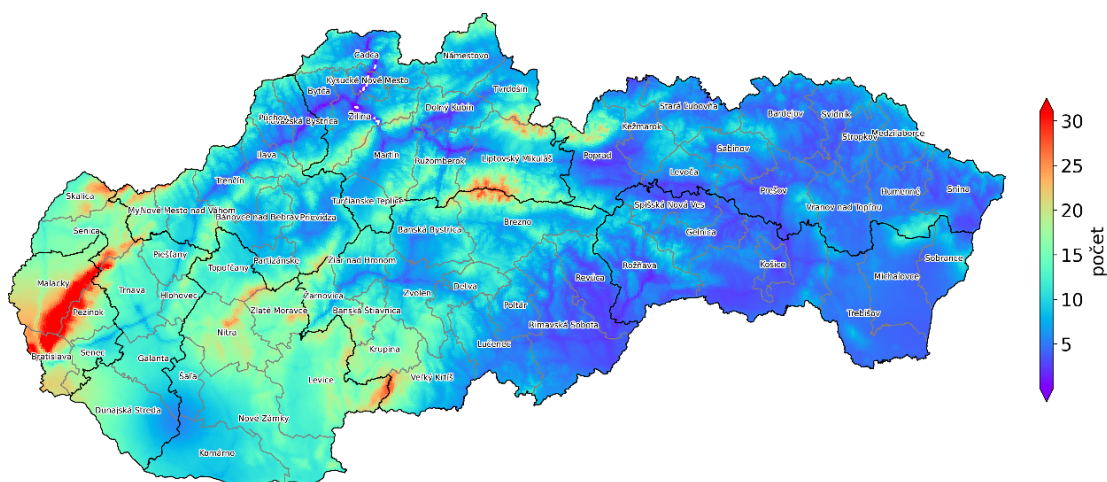 Čadca
Námestovo
Kysucké Nové Mesto
Bytča
Tvrdošín
Dolný Kubín
Stará Ľubovňa
Púchov
Považská Bystrica
Žilina
Kežmarok
Bardejov
Svidník
Stropkov
Medzilaborce
Ilava
Martin
Ružomberok
Liptovský Mikuláš
Poprad
Sabinov
Levoča
Trenčín
Prešov
Humenné
Snina
Skalica
Turčianske Teplice
Spišská Nová Ves
Vranov nad Topľou
Myjava
Nové Mesto nad Váhom
Bánovce nad Bebravou
Prievidza
Brezno
Senica
Banská Bystrica
Gelnica
Piešťany
Topoľčany
Partizánske
Žiar nad Hronom
Rožňava
Košice
Sobrance
Malacky
Trnava
Hlohovec
Žarnovica
Zvolen
Detva
Revúca
Michalovce
Pezinok
Zlaté Moravce
Banská Štiavnica
Poltár
Trebišov
Nitra
Rimavská Sobota
Bratislava
Senec
Galanta
Krupina
Lučenec
Šaľa
Levice
Veľký Krtíš
Dunajská Streda
Nové Zámky
Komárno
30
25
20
15
10
5
počet